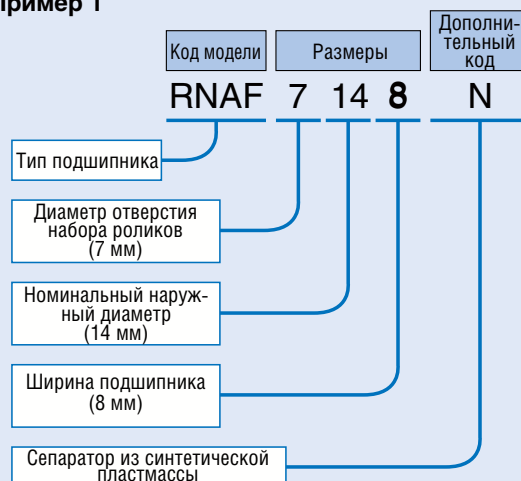 Пример 1
Код модели
Размеры
Дополни-
тельный
код
RNAF 7 14 8 N
Тип подшипника
Диаметр отверстия
набора роликов
(7 мм)
Номинальный наруж-
ный диаметр
(14 мм)
Ширина подшипника
(8 мм)
Сепаратор из синтетической
пластмассы